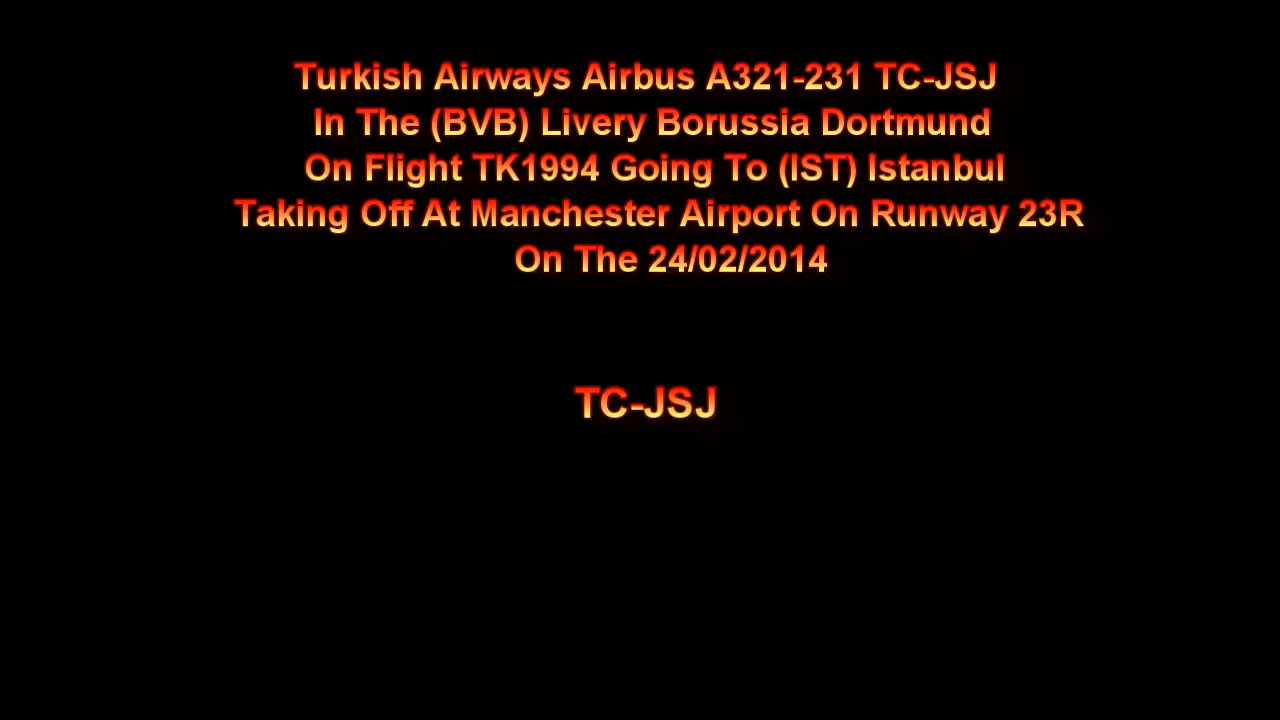 Turkish Airways Airbus A321-231 TC-JSJ
In The (BVB) Livery Borussia Dortmund
On Flight TK1994 Going To (IST) Istanbul
Taking Off At Manchester Airport On Runway 23R
On The 24/02/2014
TC-JSJ